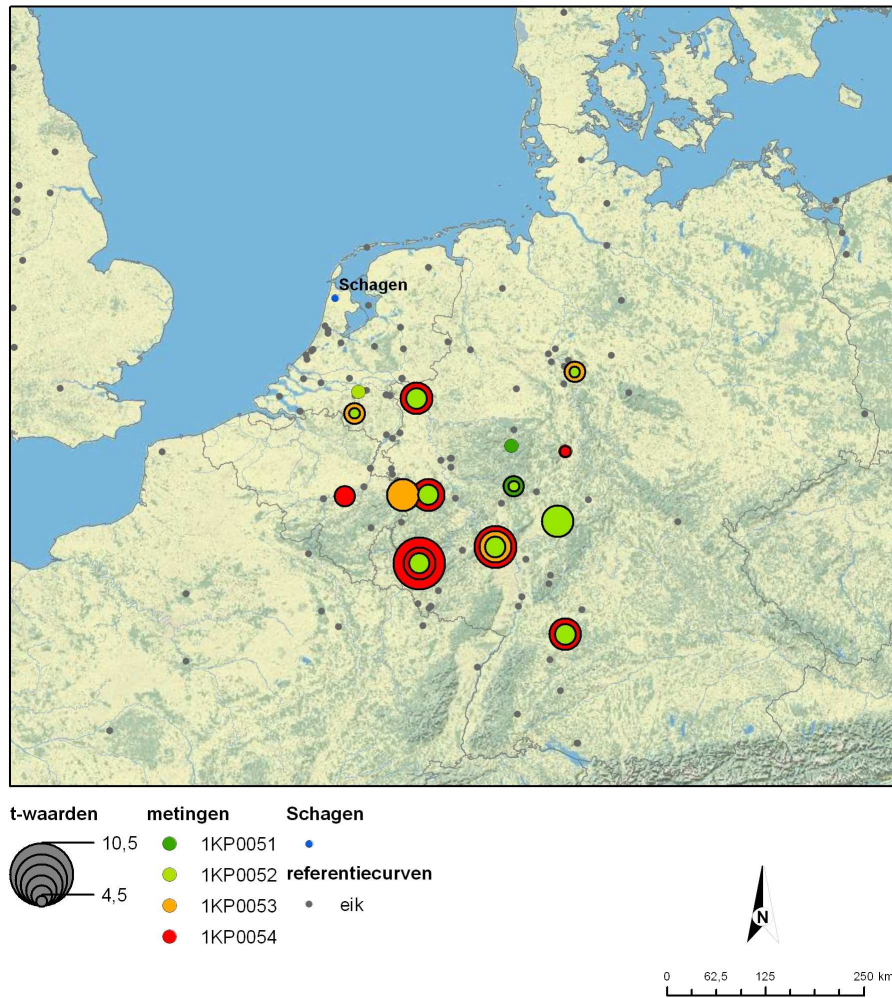 Schagen
t-waarden
10,5
4,5
metingen
1KP0051
1KP0052
1KP0053
1KP0054
Schagen
referentiecurven
eik
N
0 62,5 125 250 km